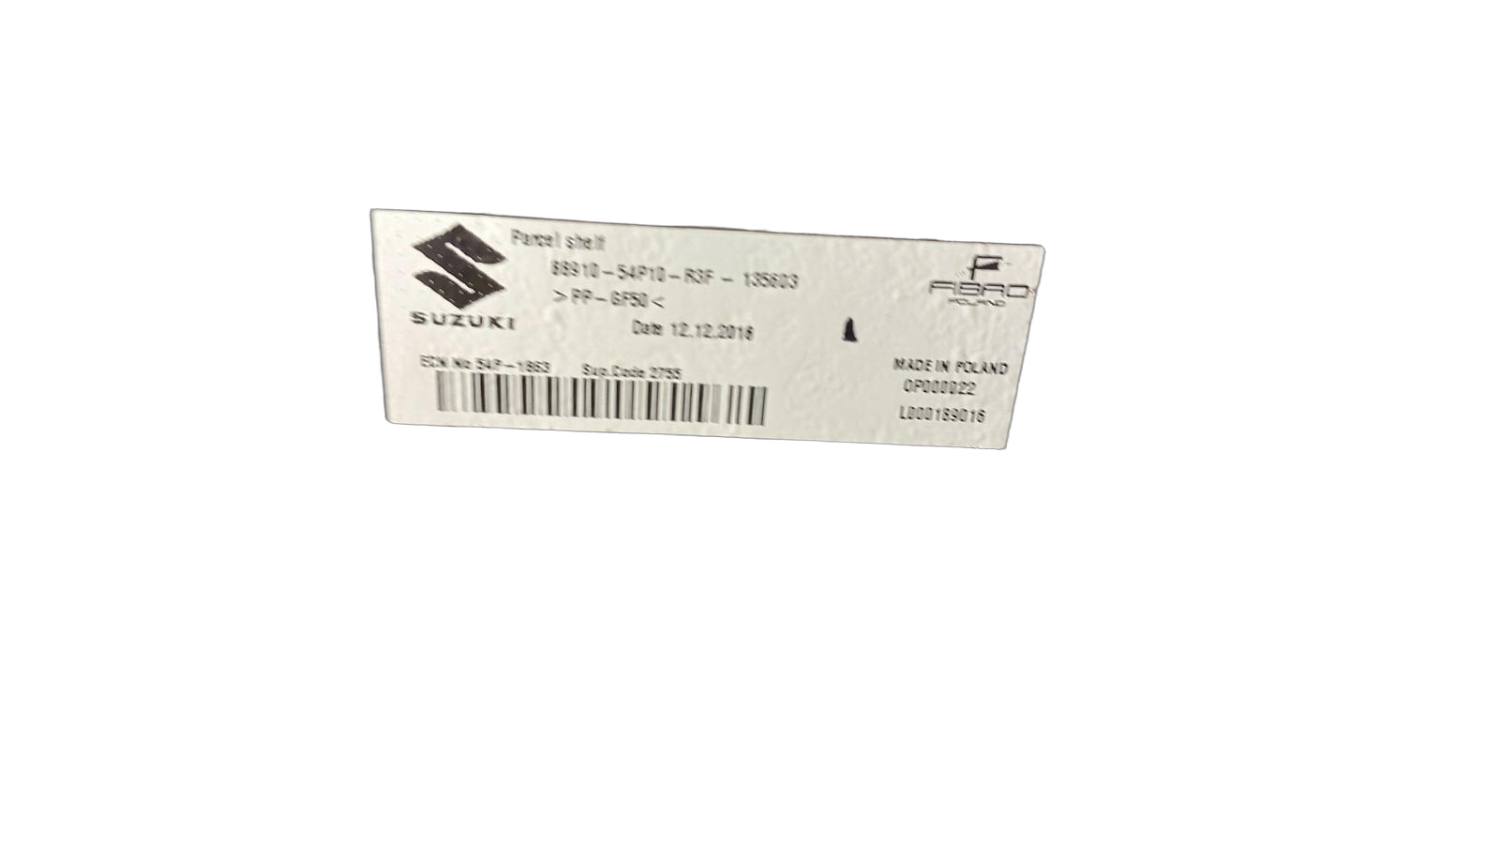 Parcel shelf
88910-54P10-R3F - 135603
>PP-GF50<
SUZUKI
Date 12.12.2016
ECN No 54P-1863 Sup.Code 2755
FIBRO
POLAND
MADE IN POLAND
OP000022
L000189016